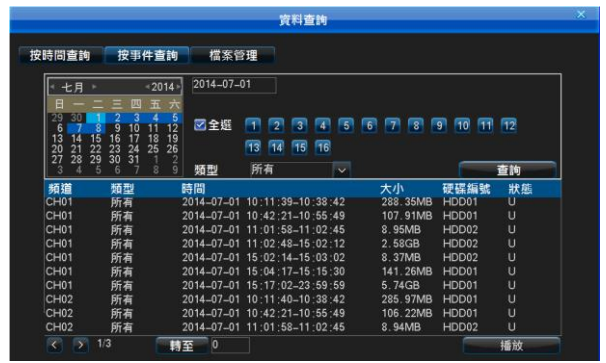 資料查詢
按時間查詢 按事件查詢 檔案管理
七月 2014 2014-07-01
日 一 二 三 四 五 六
29 30 1 2 3 4 5
6 7 8 9 10 11 12
13 14 15 16 17 18 19
20 21 22 23 24 25 26
27 28 29 30 31 1 2
3 4 5 6 7 8 9
全選 1 2 3 4 5 6 7 8 9 10 11 12
13 14 15 16
類型 所有 查詢
頻道 類型 時間 大小 硬碟編號 狀態
CH01 所有 2014-07-01 10:11:39-10:38:42 288.35MB HDD01 U
CH01 所有 2014-07-01 10:42:21-10:55:49 107.91MB HDD01 U
CH01 所有 2014-07-01 11:01:58-11:02:45 8.95MB HDD02 U
CH01 所有 2014-07-01 11:02:48-15:02:12 2.58GB HDD02 U
CH01 所有 2014-07-01 15:02:14-15:03:02 8.37MB HDD02 U
CH01 所有 2014-07-01 15:04:17-15:15:30 141.26MB HDD01 U
CH01 所有 2014-07-01 15:17:02-23:59:59 5.74GB HDD01 U
CH02 所有 2014-07-01 10:11:40-10:38:42 285.97MB HDD01 U
CH02 所有 2014-07-01 10:42:21-10:55:49 106.22MB HDD01 U
CH02 所有 2014-07-01 11:01:58-11:02:45 8.94MB HDD02 U
1/3 轉至 0 播放